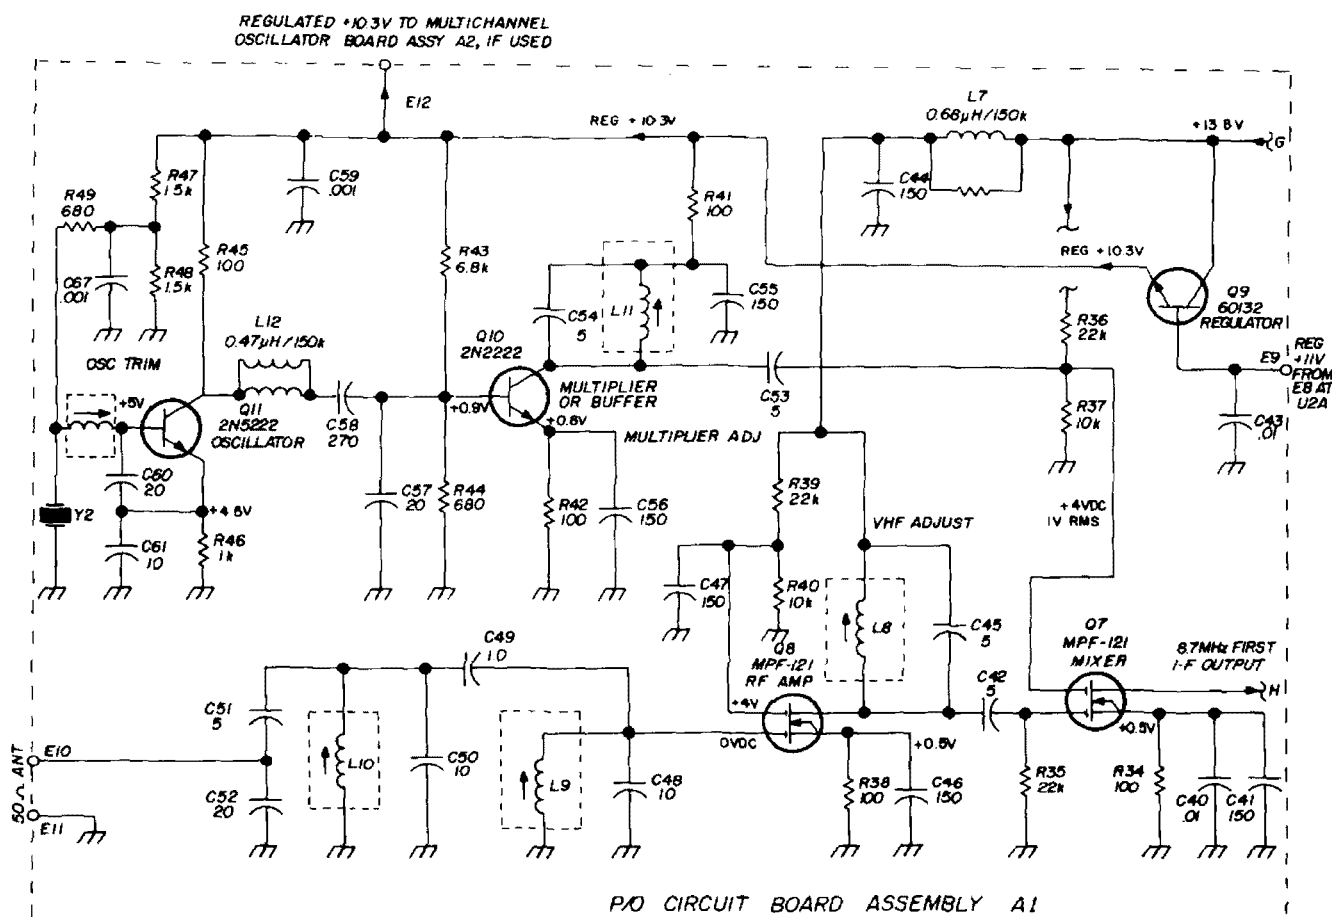 REGULATED +10.3V TO MULTICHANNEL
OSCILLATOR BOARD ASSY A2, IF USED
E12
L7
0.68µH/150k
REG +10.3V
+13.8V
G
R47
1.5k
C59
.001
R49
680
R41
100
C44
150
R45
100
R43
6.8k
C67
.001
R48
1.5k
REG +10.3V
Q9
60132
REGULATOR
C55
150
C54
5
L11
L12
0.47µH/150k
Q10
2N2222
R36
22k
E9
REG
+11V
FROM
E8 AT
U2A
OSC TRIM
+5V
Q11
2N5222
OSCILLATOR
C58
270
+0.9V
MULTIPLIER
OR BUFFER
+0.6V
C53
5
R37
10k
C43
.01
MULTIPLIER ADJ
C60
20
C57
20
R44
680
R42
100
C56
150
R39
22k
+4VDC
1V RMS
Y2
+4.6V
C61
10
R46
1k
VHF ADJUST
C47
150
R40
10k
L8
C45
5
C49
1.0
Q8
MPF-121
RF AMP
Q7
MPF-121
MIXER
8.7MHz FIRST
I-F OUTPUT
H
C51
5
+4V
C42
5
+0.5V
0VDC
+0.5V
50Ω ANT
E10
L10
C50
10
L9
C48
10
R38
100
C46
150
R35
22k
R34
100
C40
.01
C41
150
C52
20
E11
P/O CIRCUIT BOARD ASSEMBLY A1